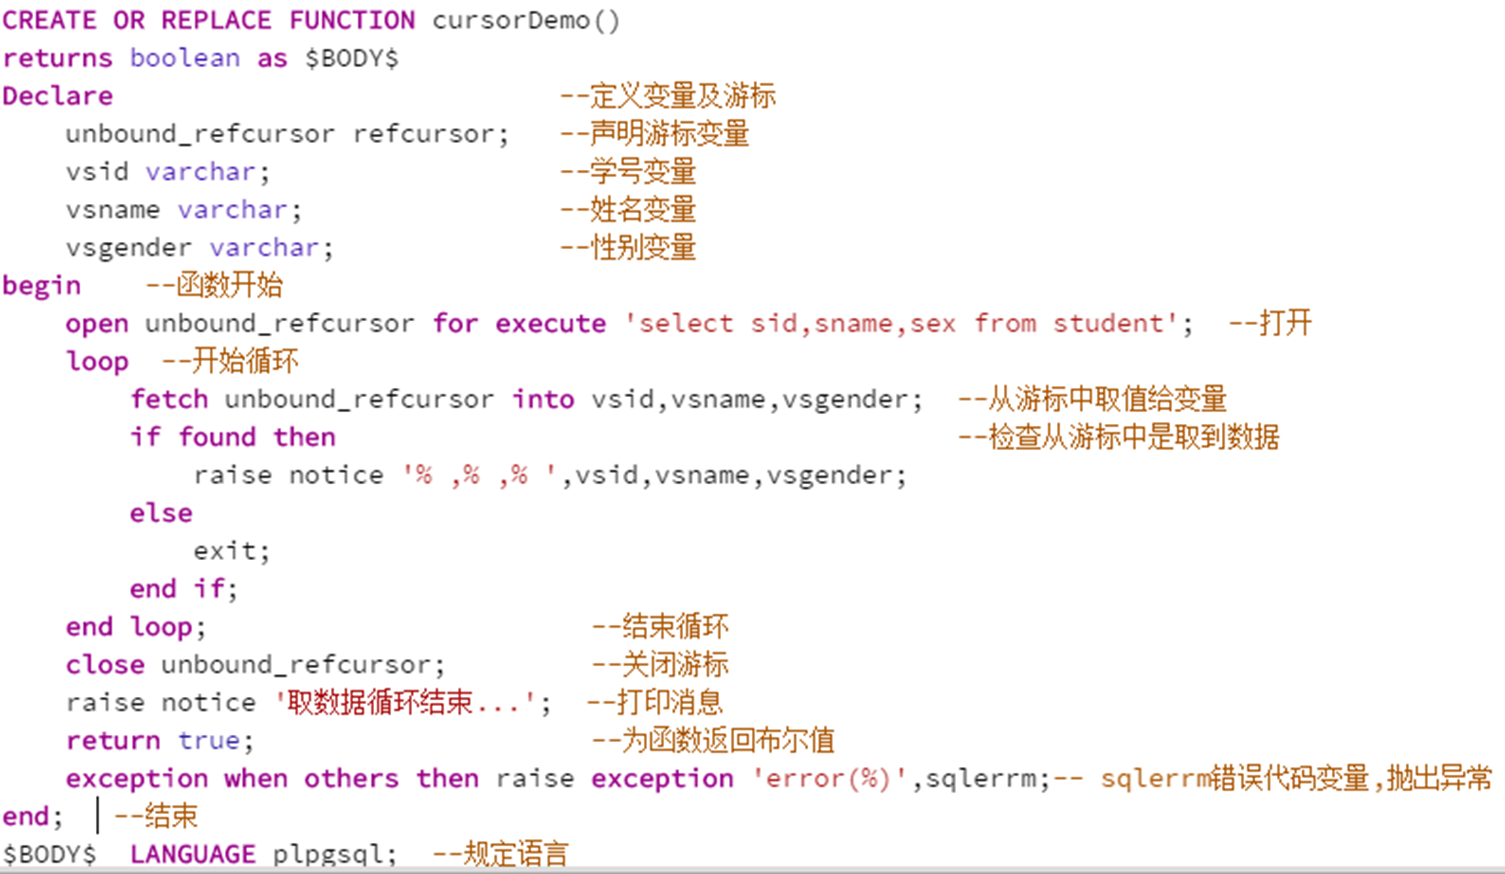 CREATE OR REPLACE FUNCTION cursorDemo()
returns boolean as $BODY$
Declare --定义变量及游标
unbound_refcursor refcursor; --声明游标变量
vsid varchar; --学号变量
vsname varchar; --姓名变量
vsgender varchar; --性别变量
begin --函数开始
open unbound_refcursor for execute 'select sid,sname,sex from student'; --打开
loop --开始循环
fetch unbound_refcursor into vsid,vsname,vsgender; --从游标中取值给变量
if found then --检查从游标中是取到数据
raise notice '% ,% ,% ',vsid,vsname,vsgender;
else
exit;
end if;
end loop; --结束循环
close unbound_refcursor; --关闭游标
raise notice '取数据循环结束...'; --打印消息
return true; --为函数返回布尔值
exception when others then raise exception 'error(%)',sqlerrm;-- sqlerrm错误代码变量,抛出异常
end; --结束
$BODY$ LANGUAGE plpgsql; --规定语言